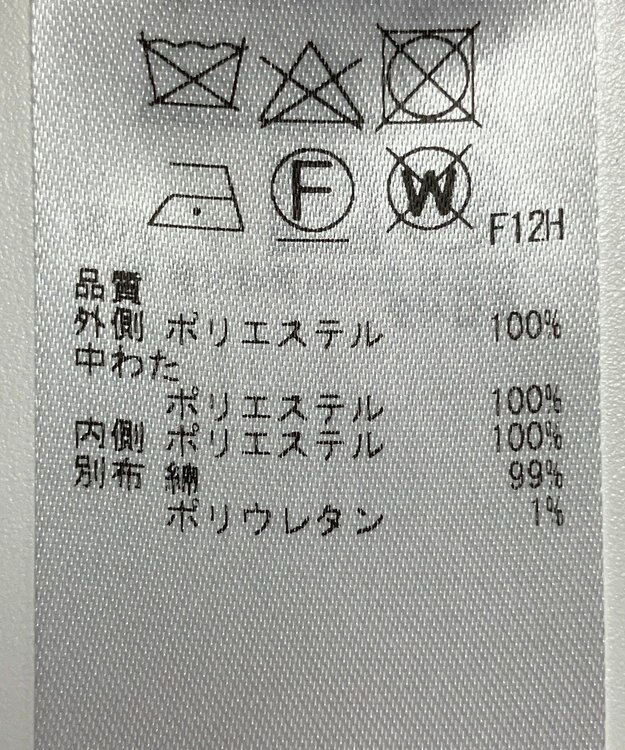 F W F12H
品質
外側 ポリエステル 100%
中わた
ポリエステル 100%
内側 ポリエステル 100%
別布 綿 99%
ポリウレタン 1%